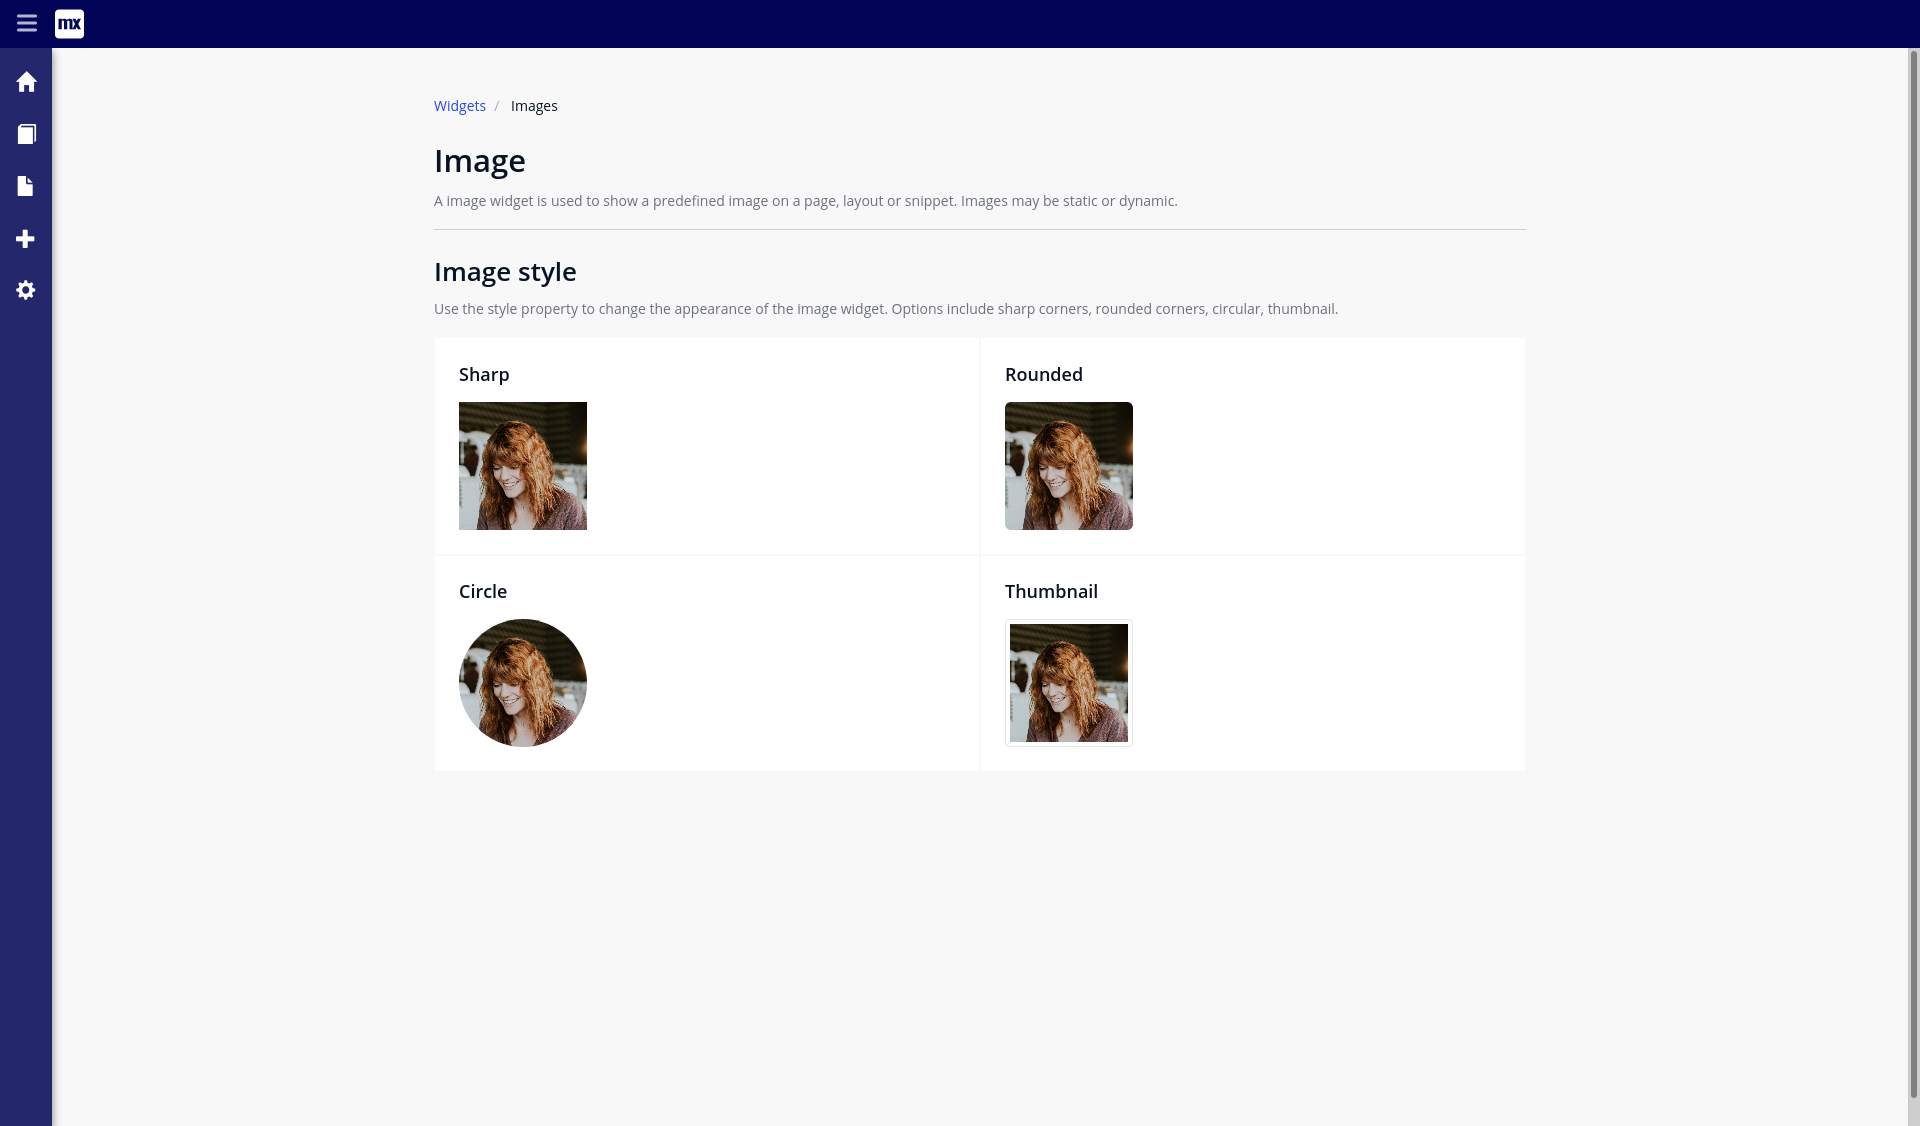 mx
Widgets / Images
Image
A image widget is used to show a predefined image on a page, layout or snippet. Images may be static or dynamic.
Image style
Use the style property to change the appearance of the image widget. Options include sharp corners, rounded corners, circular, thumbnail.
Sharp
Rounded
Circle
Thumbnail